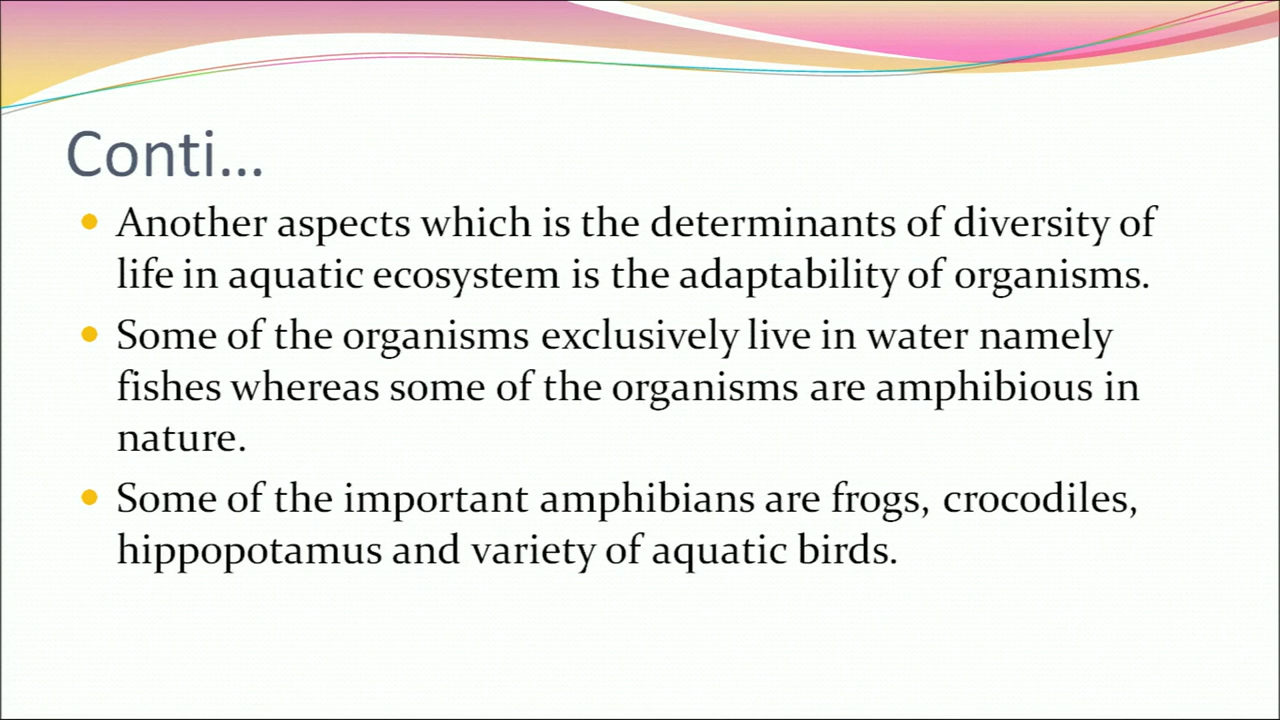 Conti...
Another aspects which is the determinants of diversity of
life in aquatic ecosystem is the adaptability of organisms.
Some of the organisms exclusively live in water namely
fishes whereas some of the organisms are amphibious in
nature.
Some of the important amphibians are frogs, crocodiles,
hippopotamus and variety of aquatic birds.